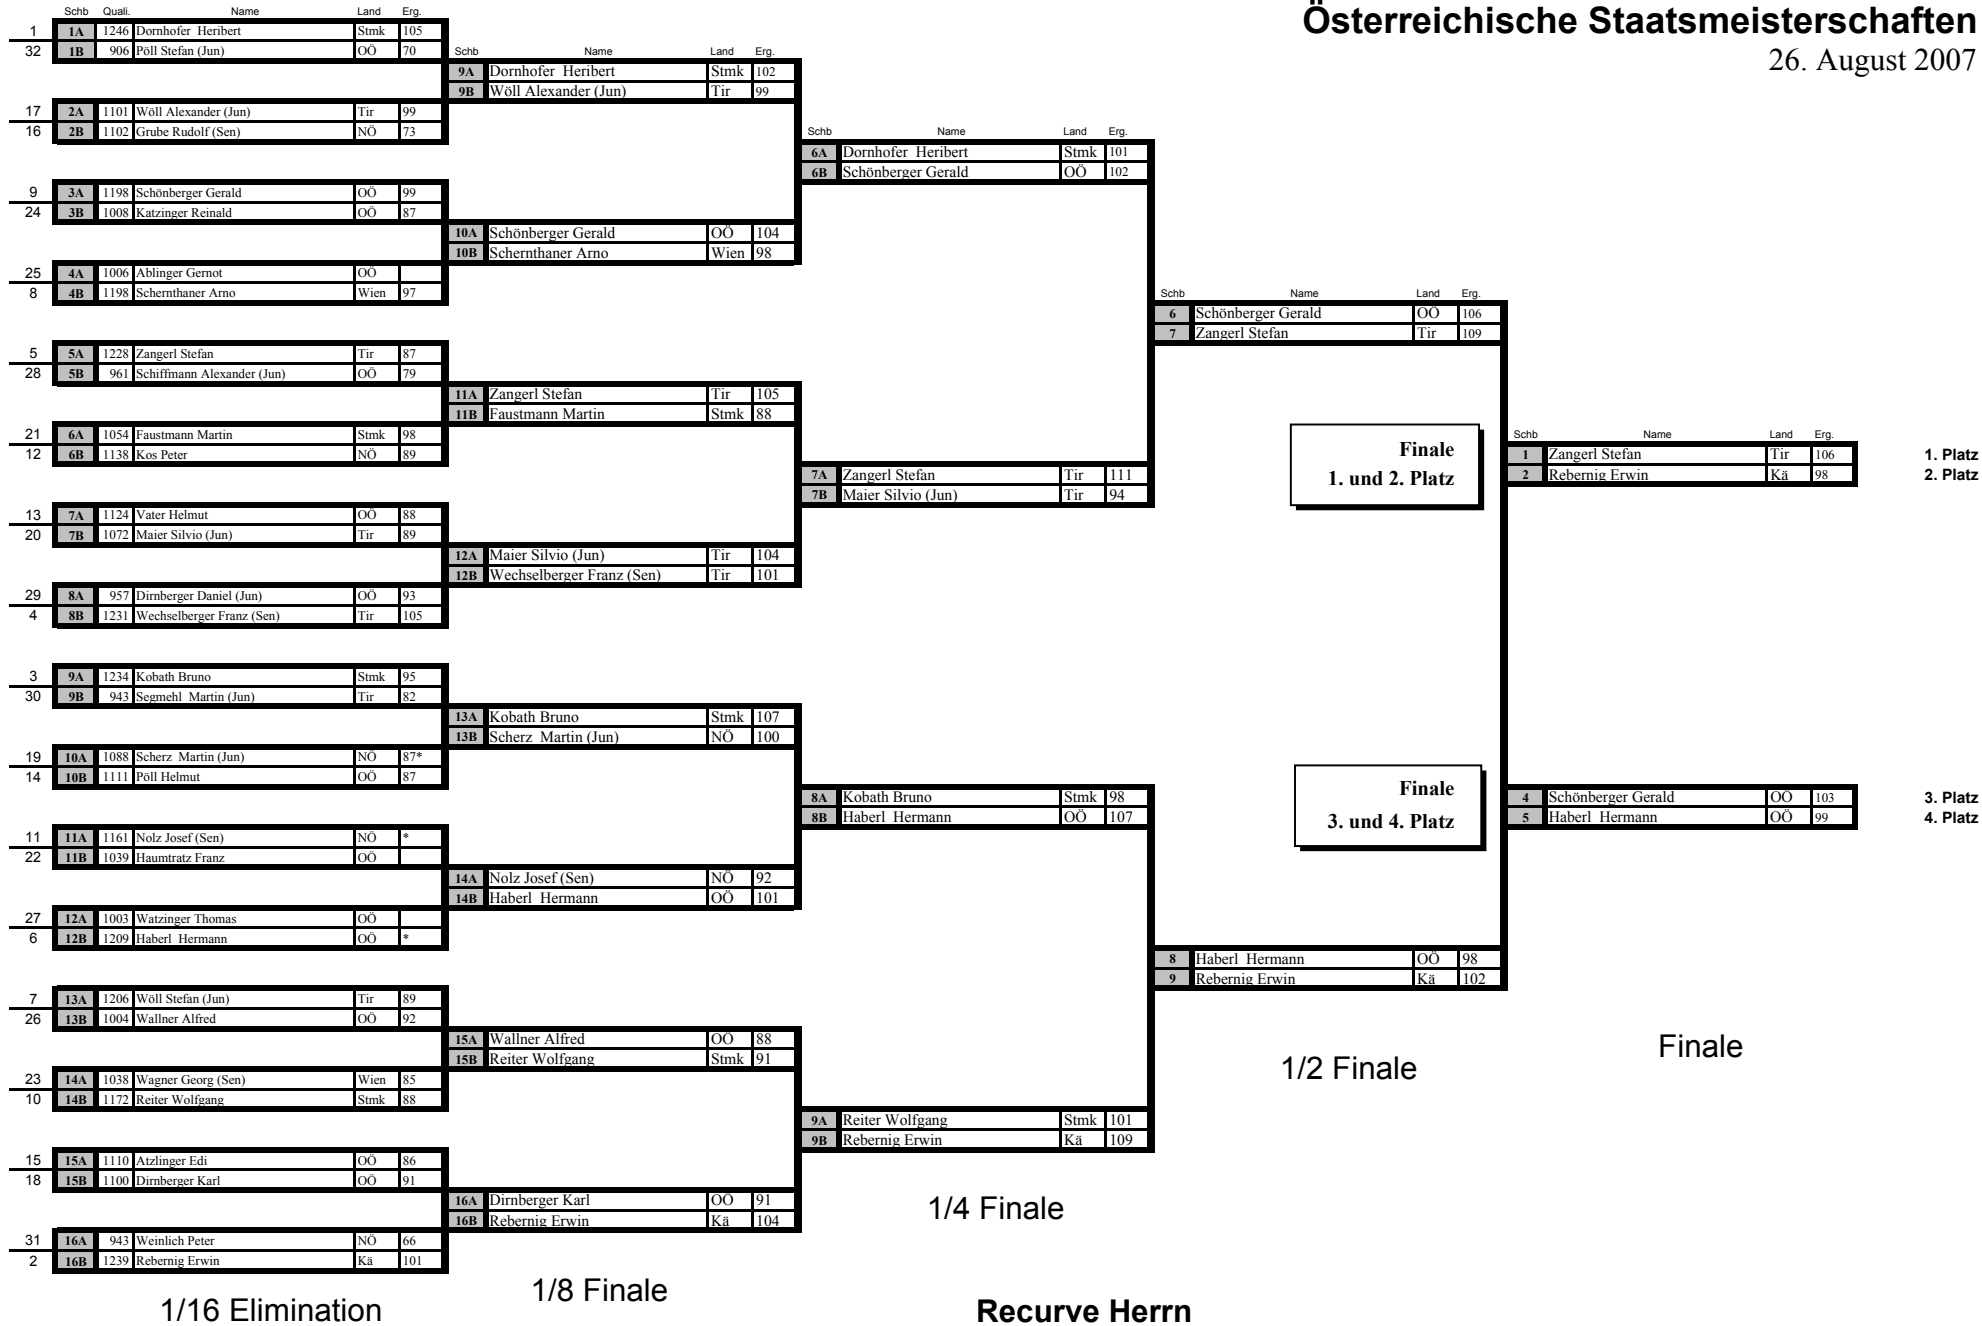 Österreichische Staatsmeisterschaften
26. August 2007
Schb Quali. Name Land Erg.
1 1A 1246 Dornhofer Heribert Stmk 105
32 1B 906 Pöll Stefan (Jun) OÖ 70
17 2A 1101 Wöll Alexander (Jun) Tir 99
16 2B 1102 Grube Rudolf (Sen) NÖ 73
9 3A 1198 Schönberger Gerald OÖ 99
24 3B 1008 Katzinger Reinald OÖ 87
25 4A 1006 Ablinger Gernot OÖ
8 4B 1198 Schernthaner Arno Wien 97
5 5A 1228 Zangerl Stefan Tir 87
28 5B 961 Schiffmann Alexander (Jun) OÖ 79
21 6A 1054 Faustmann Martin Stmk 98
12 6B 1138 Kos Peter NÖ 89
13 7A 1124 Vater Helmut OÖ 88
20 7B 1072 Maier Silvio (Jun) Tir 89
29 8A 957 Dirnberger Daniel (Jun) OÖ 93
4 8B 1231 Wechselberger Franz (Sen) Tir 105
3 9A 1234 Kobath Bruno Stmk 95
30 9B 943 Segmehl Martin (Jun) Tir 82
19 10A 1088 Scherz Martin (Jun) NÖ 87*
14 10B 1111 Pöll Helmut OÖ 87
11 11A 1161 Nolz Josef (Sen) NÖ *
22 11B 1039 Haumtratz Franz OÖ
27 12A 1003 Watzinger Thomas OÖ
6 12B 1209 Haberl Hermann OÖ *
7 13A 1206 Wöll Stefan (Jun) Tir 89
26 13B 1004 Wallner Alfred OÖ 92
23 14A 1038 Wagner Georg (Sen) Wien 85
10 14B 1172 Reiter Wolfgang Stmk 88
15 15A 1110 Atzlinger Edi OÖ 86
18 15B 1100 Dirnberger Karl OÖ 91
31 16A 943 Weinlich Peter NÖ 66
2 16B 1239 Rebernig Erwin Kä 101
1/16 Elimination
Schb Name Land Erg.
9A Dornhofer Heribert Stmk 102
9B Wöll Alexander (Jun) Tir 99
10A Schönberger Gerald OÖ 104
10B Schernthaner Arno Wien 98
11A Zangerl Stefan Tir 105
11B Faustmann Martin Stmk 88
12A Maier Silvio (Jun) Tir 104
12B Wechselberger Franz (Sen) Tir 101
13A Kobath Bruno Stmk 107
13B Scherz Martin (Jun) NÖ 100
14A Nolz Josef (Sen) NÖ 92
14B Haberl Hermann OÖ 101
15A Wallner Alfred OÖ 88
15B Reiter Wolfgang Stmk 91
16A Dirnberger Karl OÖ 91
16B Rebernig Erwin Kä 104
1/8 Finale
Schb Name Land Erg.
6A Dornhofer Heribert Stmk 101
6B Schönberger Gerald OÖ 102
7A Zangerl Stefan Tir 111
7B Maier Silvio (Jun) Tir 94
8A Kobath Bruno Stmk 98
8B Haberl Hermann OÖ 107
9A Reiter Wolfgang Stmk 101
9B Rebernig Erwin Kä 109
1/4 Finale
Schb Name Land Erg.
6 Schönberger Gerald OÖ 106
7 Zangerl Stefan Tir 109
8 Haberl Hermann OÖ 98
9 Rebernig Erwin Kä 102
1/2 Finale
Finale
1. und 2. Platz
Schb Name Land Erg.
1 Zangerl Stefan Tir 106 1. Platz
2 Rebernig Erwin Kä 98 2. Platz
Finale
3. und 4. Platz
4 Schönberger Gerald OÖ 103 3. Platz
5 Haberl Hermann OÖ 99 4. Platz
Finale
Recurve Herrn